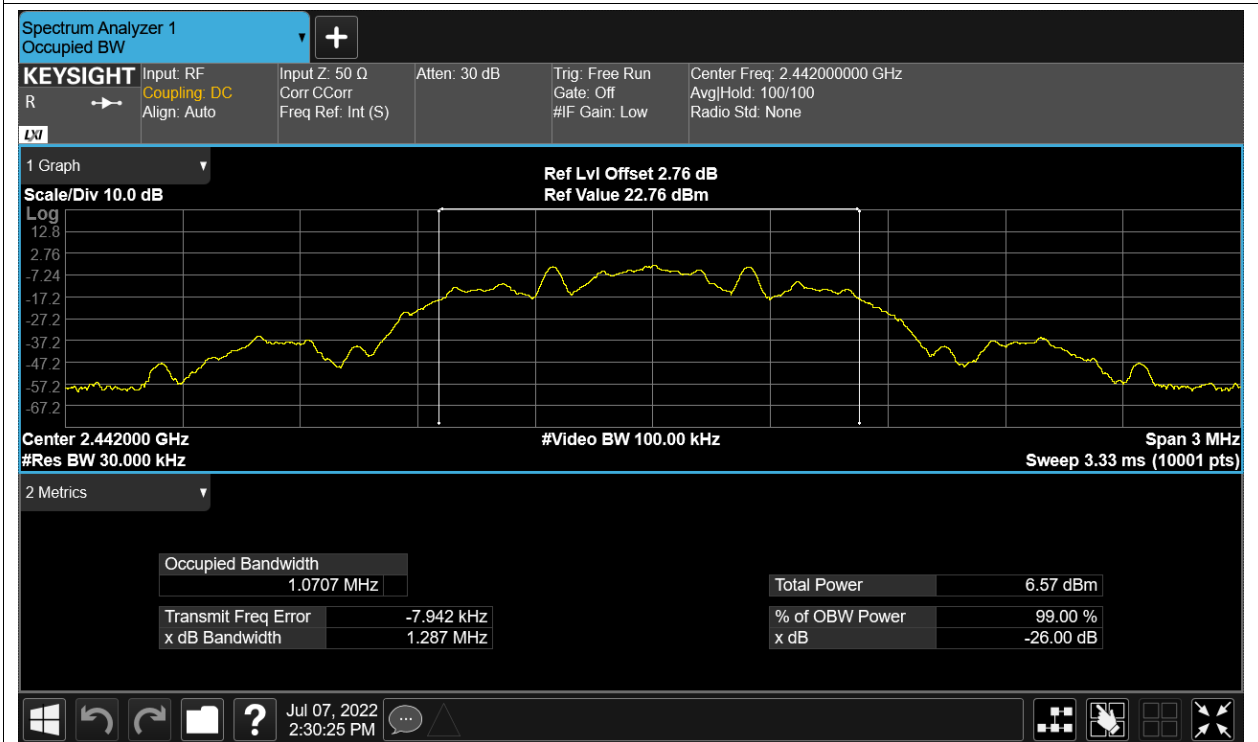 Spectrum Analyzer 1
Occupied BW
KEYSIGHT
R
LXI
Input: RF
Coupling: DC
Align: Auto
Input Z: 50 Ω
Corr CCorr
Freq Ref: Int (S)
Atten: 30 dB
Trig: Free Run
Gate: Off
#IF Gain: Low
Center Freq: 2.442000000 GHz
Avg|Hold: 100/100
Radio Std: None
1 Graph
Scale/Div 10.0 dB
Ref Lvl Offset 2.76 dB
Ref Value 22.76 dBm
Log
12.8
2.76
-7.24
-17.2
-27.2
-37.2
-47.2
-57.2
-67.2
Center 2.442000 GHz
#Res BW 30.000 kHz
#Video BW 100.00 kHz
Span 3 MHz
Sweep 3.33 ms (10001 pts)
2 Metrics
Occupied Bandwidth
1.0707 MHz
Transmit Freq Error -7.942 kHz
x dB Bandwidth 1.287 MHz
Total Power 6.57 dBm
% of OBW Power 99.00 %
x dB -26.00 dB
?
Jul 07, 2022
2:30:25 PM